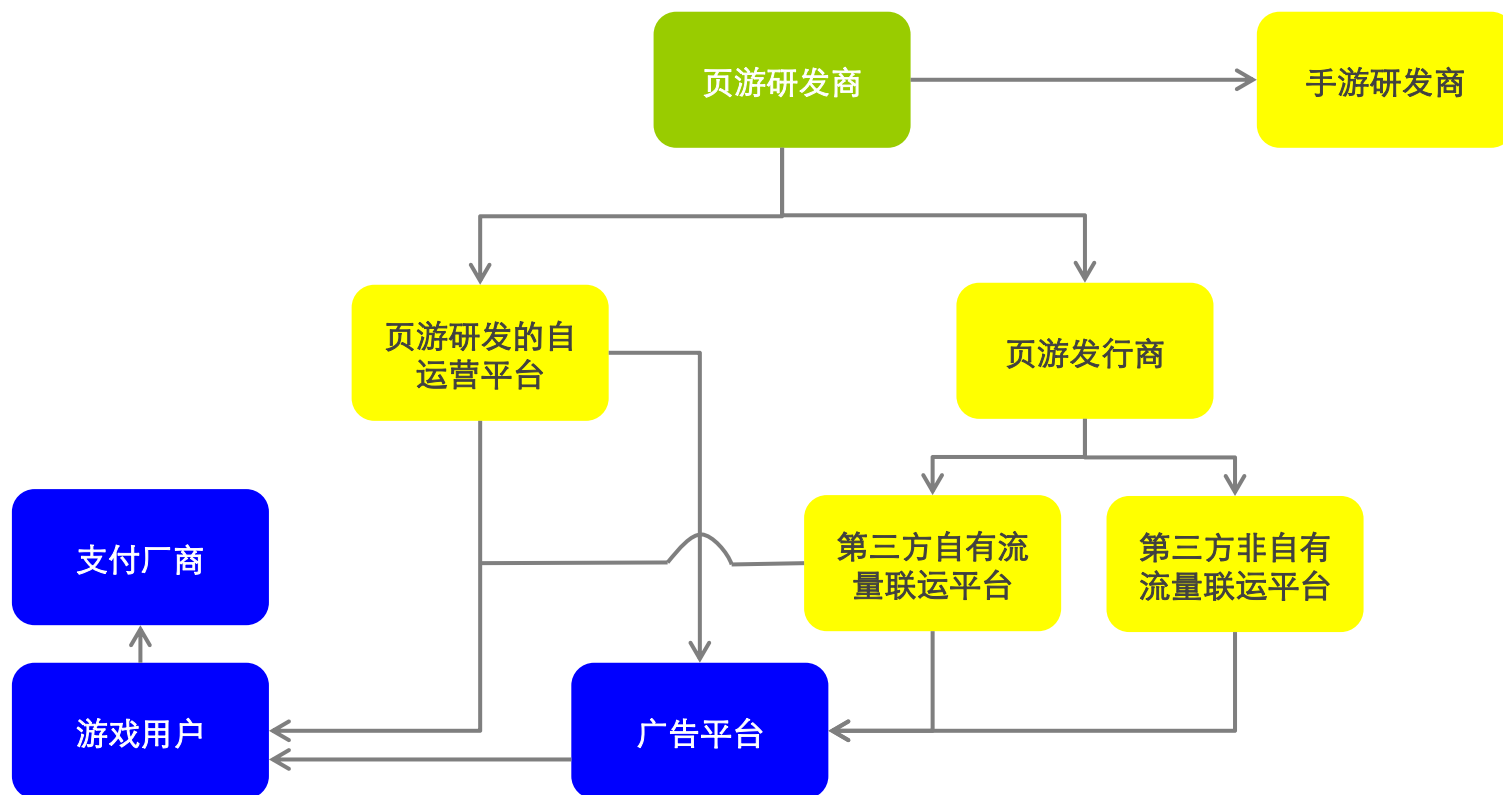 页游研发商
手游研发商
页游研发的自
运营平台
页游发行商
支付厂商
第三方自有流
量联运平台
第三方非自有
流量联运平台
游戏用户
广告平台